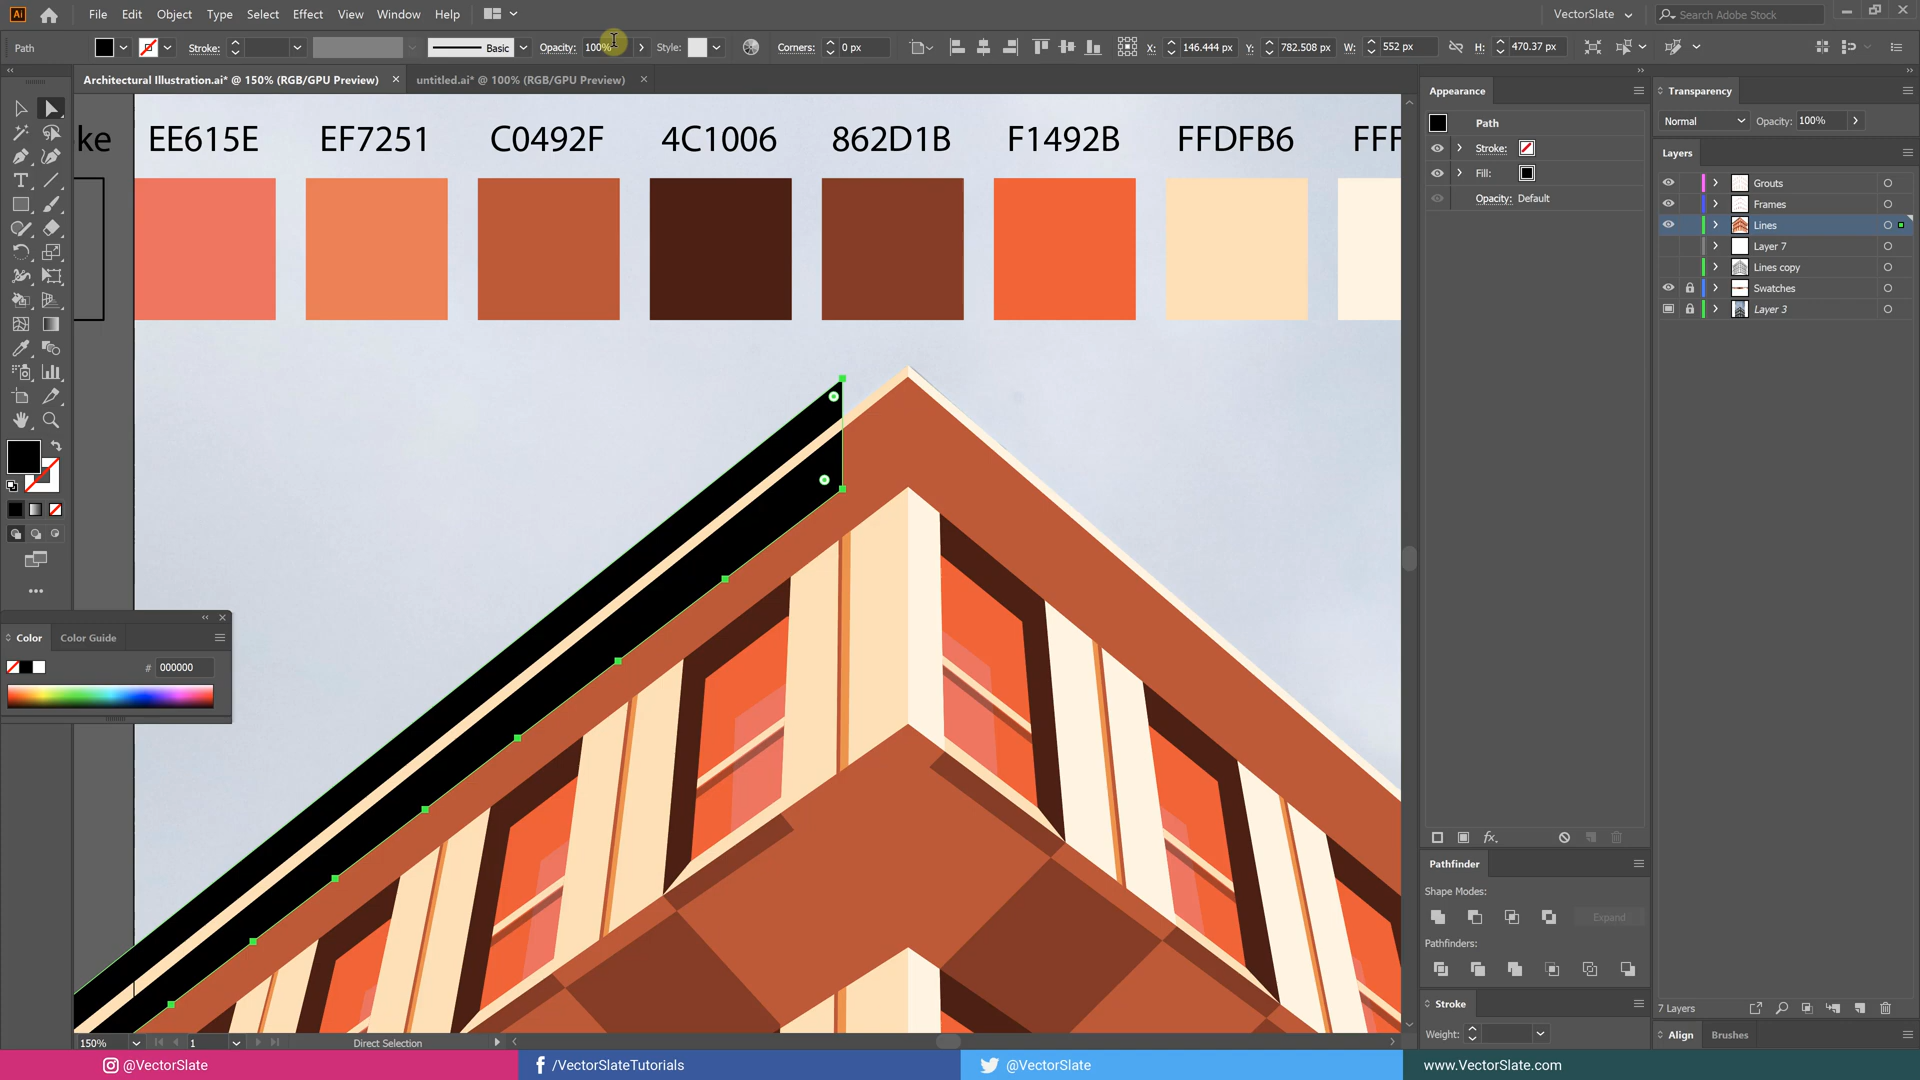 Ai File Edit Object Type Select Effect View Window Help VectorSlate Search Adobe Stock
Path Stroke: Basic Opacity: 100% Style: Corners: 0 px X: 146.444 px Y: 782.508 px W: 552 px H: 470.37 px
Architectural Illustration.ai* @ 150% (RGB/GPU Preview) × untitled.ai* @ 100% (RGB/GPU Preview) ×
ke EE615E EF7251 C0492F 4C1006 862D1B F1492B FFDFB6 FFF
Color Color Guide
# 000000
Appearance
Path
Stroke:
Fill:
Opacity: Default
fx.
Pathfinder
Shape Modes:
Expand
Pathfinders:
Stroke
Weight:
Transparency
Normal Opacity: 100%
Layers
Grouts
Frames
Lines
Layer 7
Lines copy
Swatches
Layer 3
7 Layers
Align Brushes
150% 1 Direct Selection
@VectorSlate /VectorSlateTutorials @VectorSlate www.VectorSlate.com